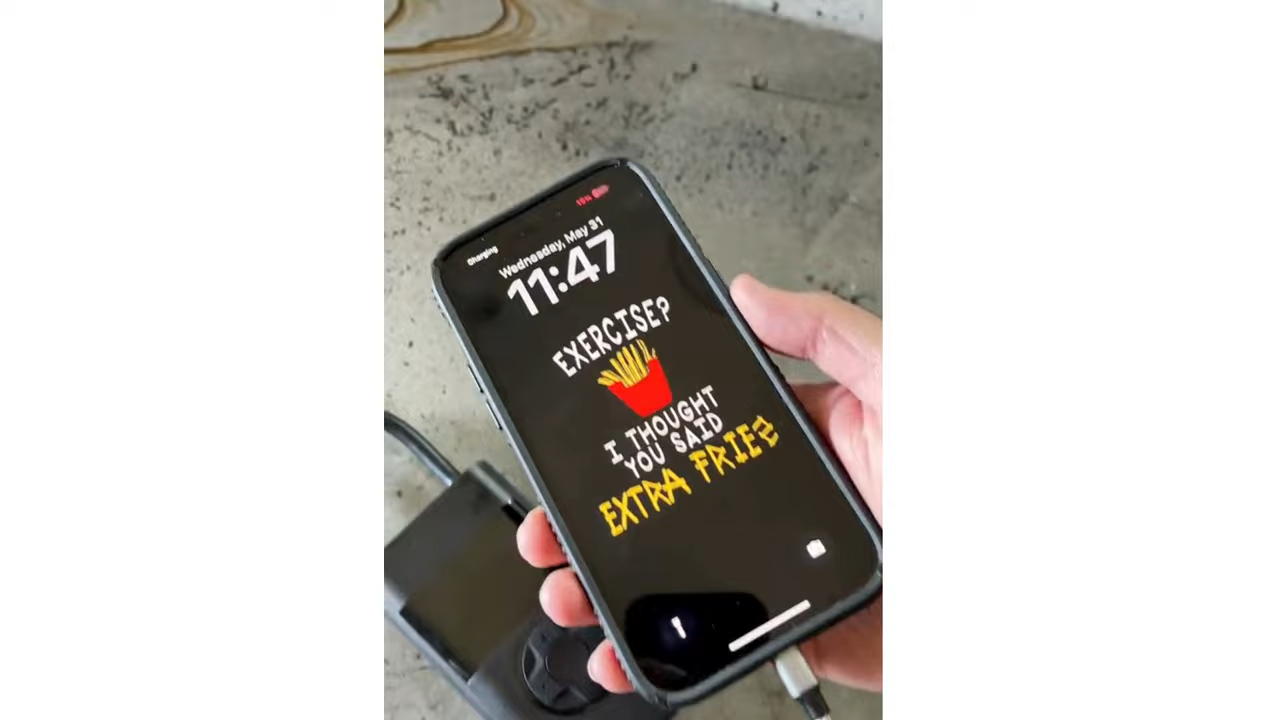 Charging
Wednesday, May 31
11:47
EXERCISE?
I THOUGHT
YOU SAID
EXTRA FRIES